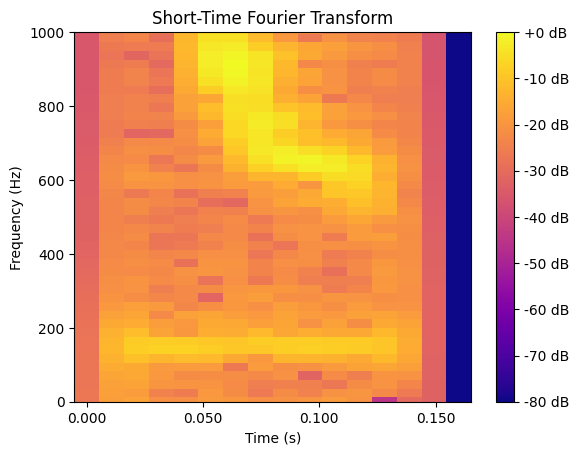 Short-Time Fourier Transform
1000
800
600
400
200
0
Frequency (Hz)
0.000
0.050
0.100
0.150
Time (s)
+0 dB
-10 dB
-20 dB
-30 dB
-40 dB
-50 dB
-60 dB
-70 dB
-80 dB